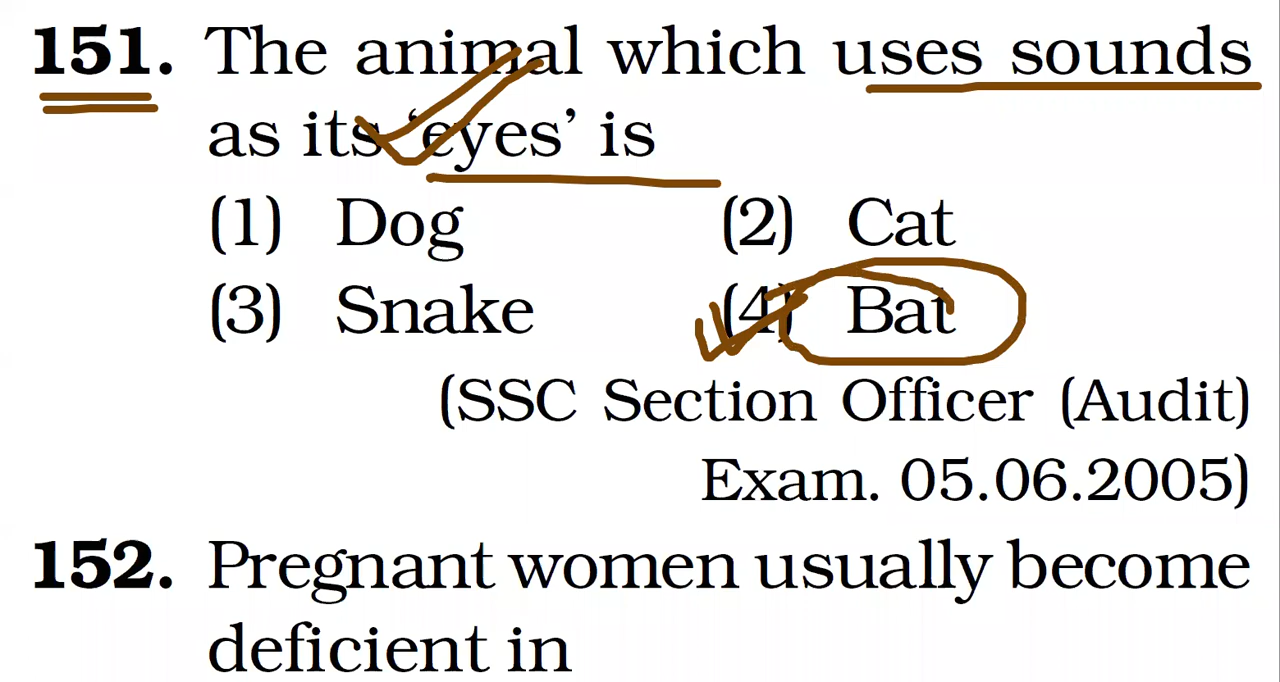 151. The animal which uses sounds
as its ‘eyes’ is
(1) Dog (2) Cat
(3) Snake (4) Bat
(SSC Section Officer (Audit)
Exam. 05.06.2005)
152. Pregnant women usually become
deficient in